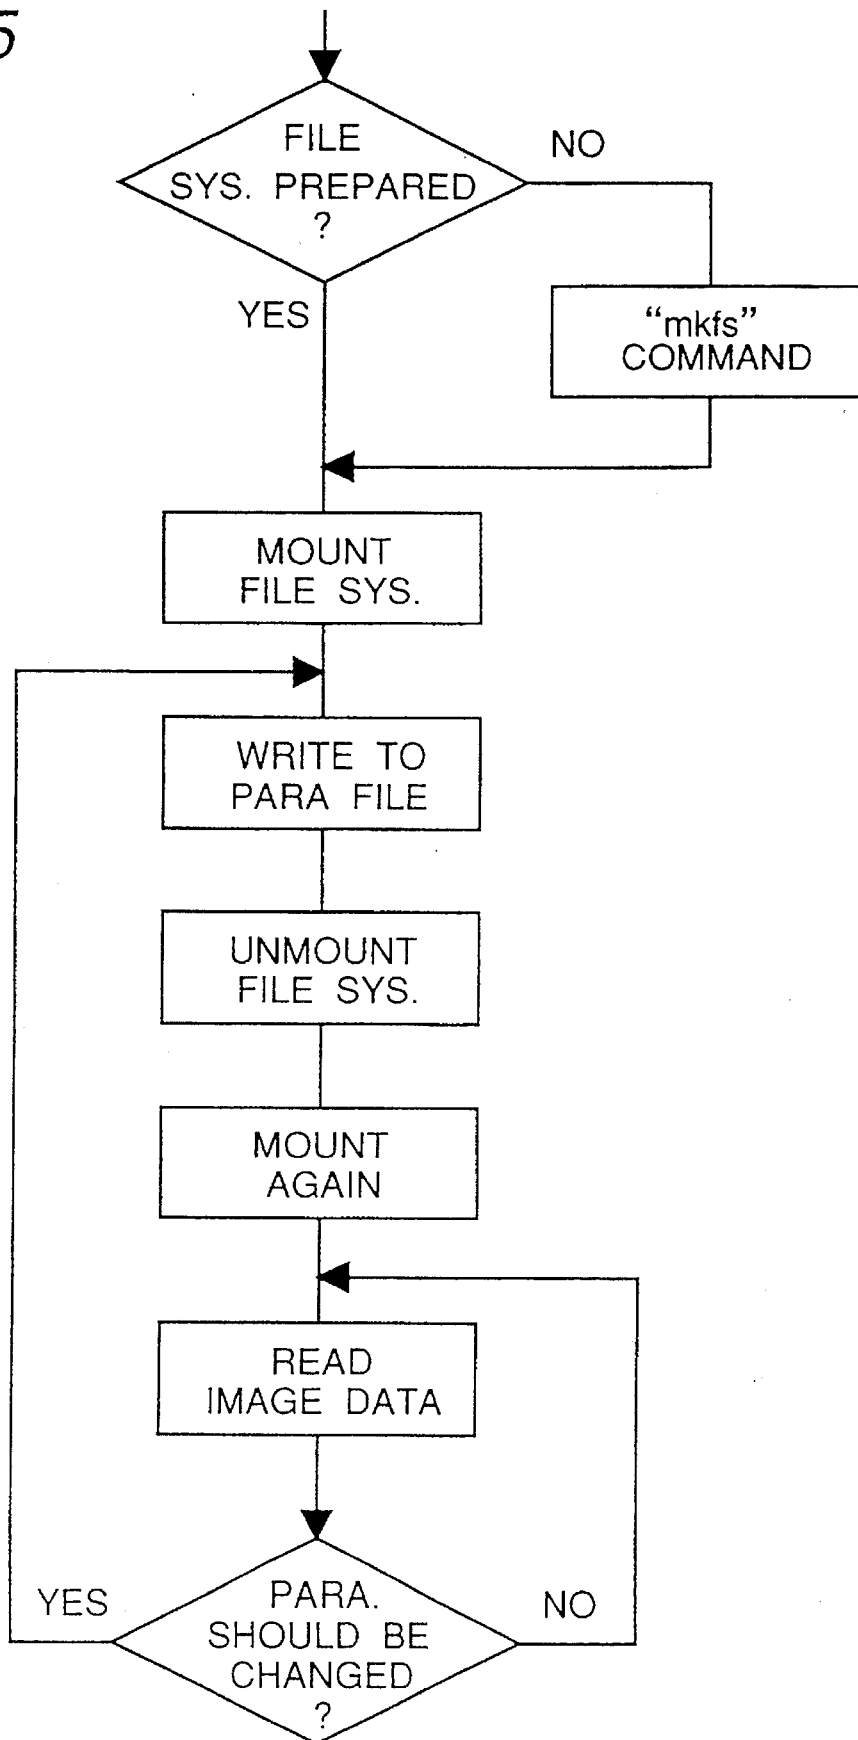 5
FILE
SYS. PREPARED
?
NO
YES
“mkfs”
COMMAND
MOUNT
FILE SYS.
WRITE TO
PARA FILE
UNMOUNT
FILE SYS.
MOUNT
AGAIN
READ
IMAGE DATA
YES
PARA.
SHOULD BE
CHANGED
?
NO